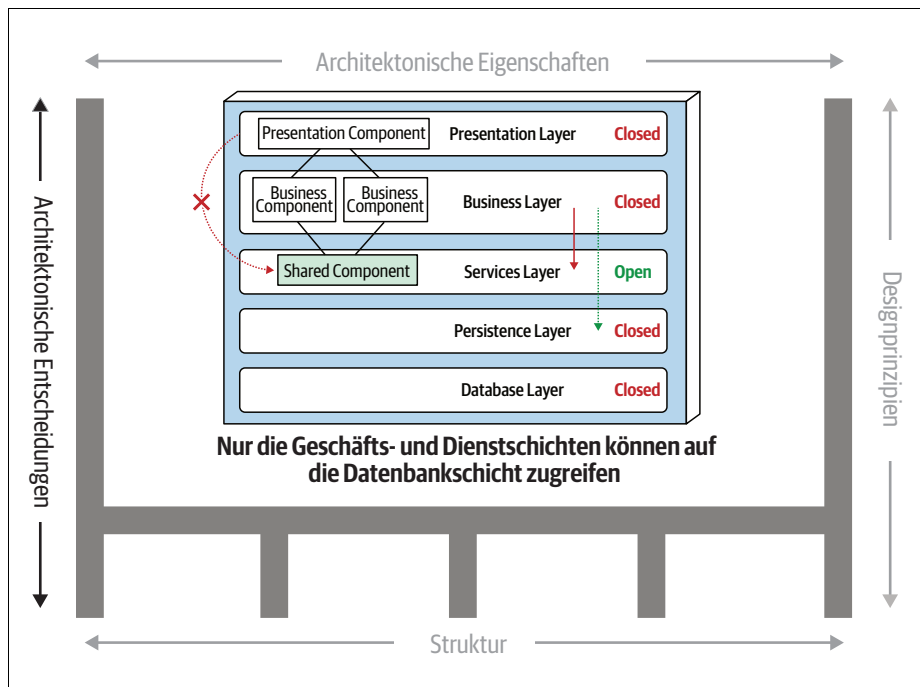 Architektonische Eigenschaften
Architektonische Entscheidungen
Presentation Component
Presentation Layer
Closed
Business
Component
Business
Component
Business Layer
Closed
Shared Component
Services Layer
Open
Persistence Layer
Closed
Database Layer
Closed
Nur die Geschäfts- und Dienstschichten können auf
die Datenbankschicht zugreifen
Designprinzipien
Struktur